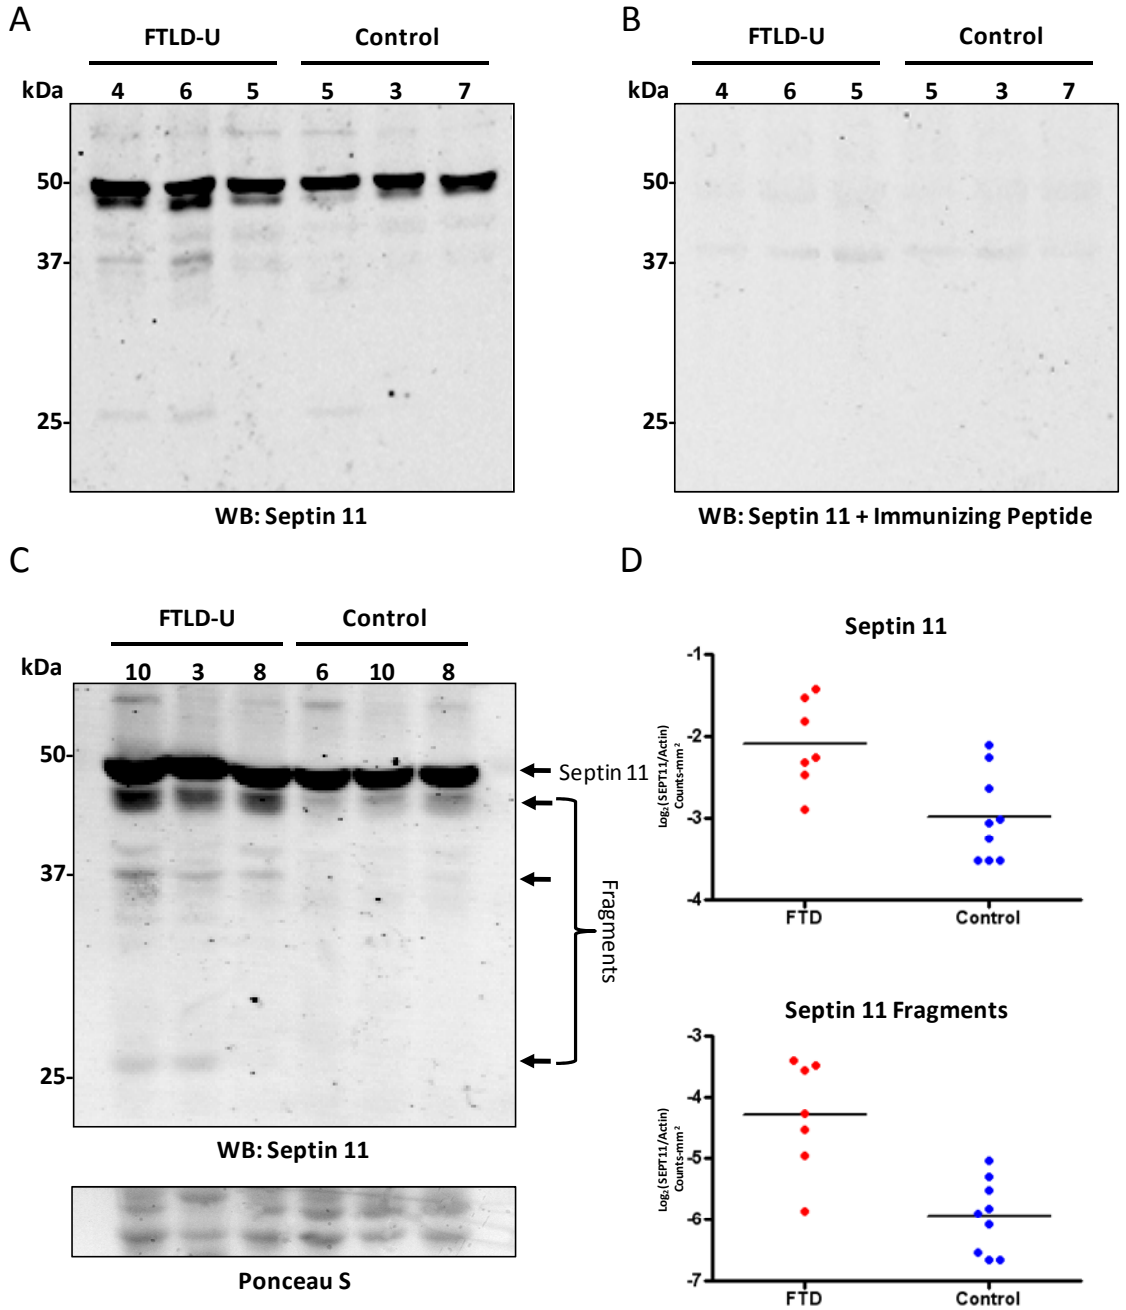 A
FTLD-U Control
kDa 4 6 5 5 3 7
50-
37-
25-
WB: Septin 11
B
FTLD-U Control
4 6 5 5 3 7
50-
37-
25-
WB: Septin 11 + Immunizing Peptide
C
FTLD-U Control
kDa 10 3 8 6 10 8
50-
37-
25-
Septin 11
Fragments
WB: Septin 11
Ponceau S
D
Septin 11
-1
-2
-3
-4
Log₂(SEPT11/Actin)
Counts-mm²
FTD Control
Septin 11 Fragments
-3
-4
-5
-6
-7
Log₂(SEPT11/Actin)
Counts-mm²
FTD Control